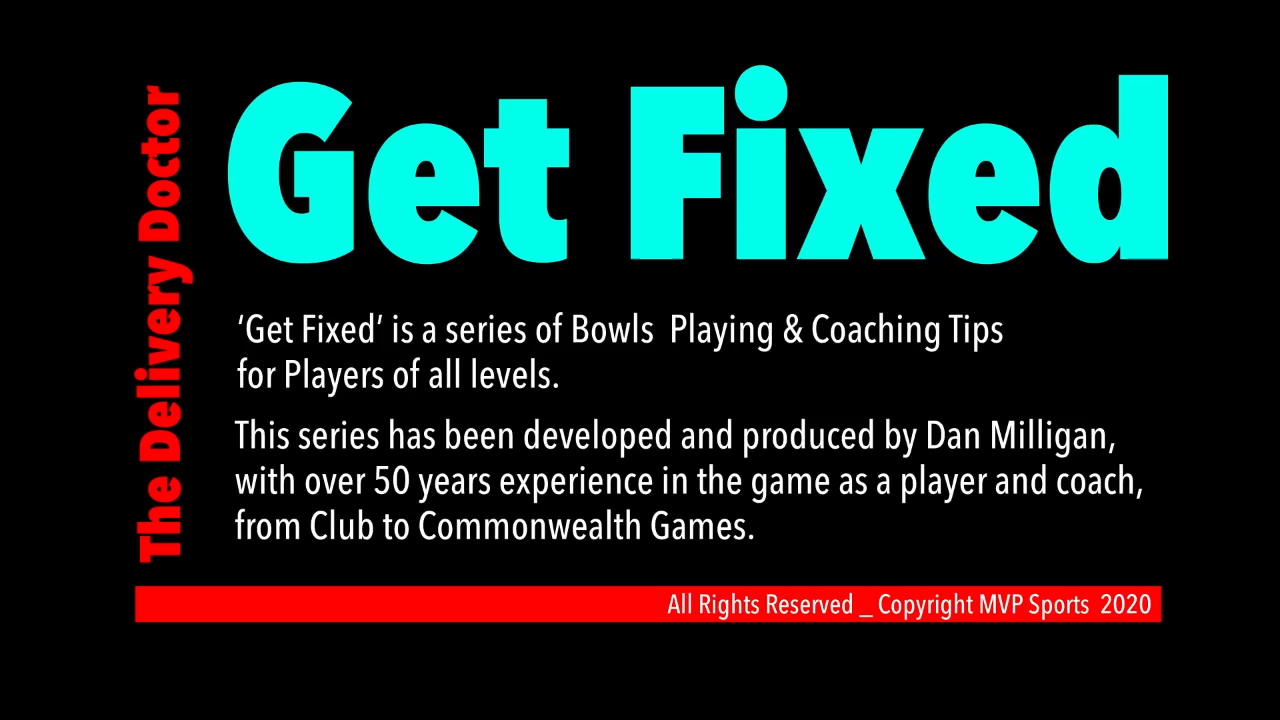 The Delivery Doctor
Get Fixed
‘Get Fixed’ is a series of Bowls  Playing & Coaching Tips
for Players of all levels.
This series has been developed and produced by Dan Milligan,
with over 50 years experience in the game as a player and coach,
from Club to Commonwealth Games.
All Rights Reserved _ Copyright MVP Sports  2020